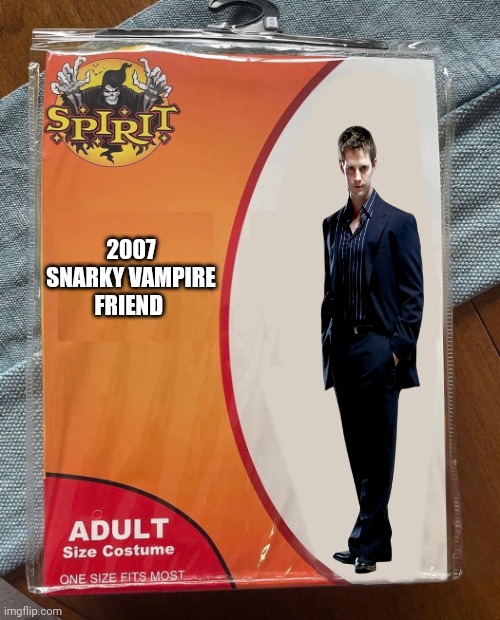 SPIRIT
2007
SNARKY VAMPIRE
FRIEND
ADULT
Size Costume
ONE SIZE FITS MOST
imgflip.com